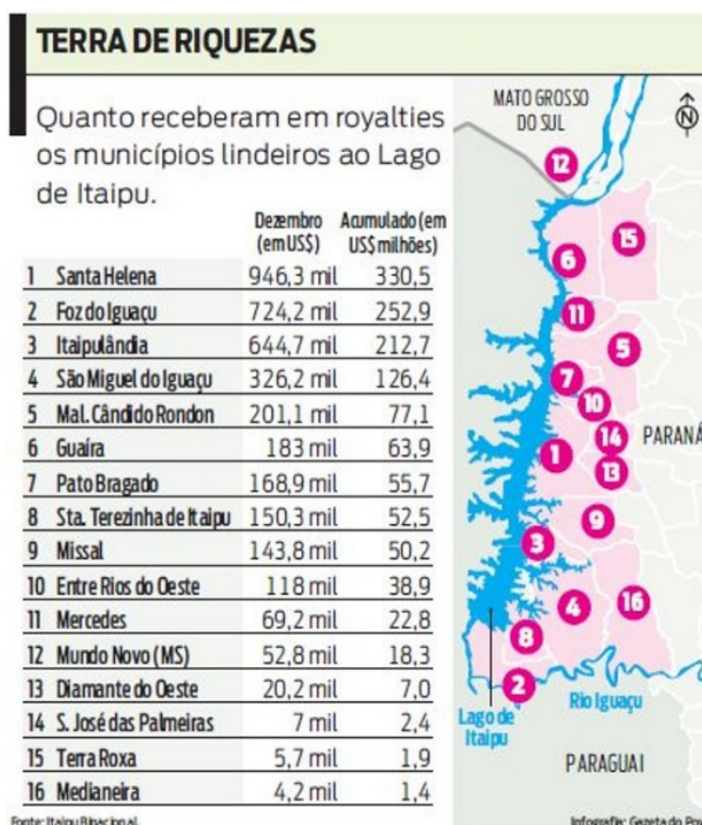 TERRA DE RIQUEZAS
Quanto receberam em royalties
os municípios lindeiros ao Lago
de Itaipu.
Dezembro Acumulado (em
(em US$) US$ milhões)
1 Santa Helena 946,3 mil 330,5
2 Foz do Iguaçu 724,2 mil 252,9
3 Itaipulândia 644,7 mil 212,7
4 São Miguel do Iguaçu 326,2 mil 126,4
5 Mal. Cândido Rondon 201,1 mil 77,1
6 Guaíra 183 mil 63,9
7 Pato Bragado 168,9 mil 55,7
8 Sta. Terezinha de Itaipu 150,3 mil 52,5
9 Missal 143,8 mil 50,2
10 Entre Rios do Oeste 118 mil 38,9
11 Mercedes 69,2 mil 22,8
12 Mundo Novo (MS) 52,8 mil 18,3
13 Diamante do Oeste 20,2 mil 7,0
14 S. José das Palmeiras 7 mil 2,4
15 Terra Roxa 5,7 mil 1,9
16 Medianeira 4,2 mil 1,4
Fonte: Itaipu Binacional.
MATO GROSSO
DO SUL
N
12
15
6
11
5
7
10
14
PARANÁ
1
13
9
3
16
4
8
2
Rio Iguaçu
Lago de
Itaipu
PARAGUAI
Infografia: Gazeta do Pov